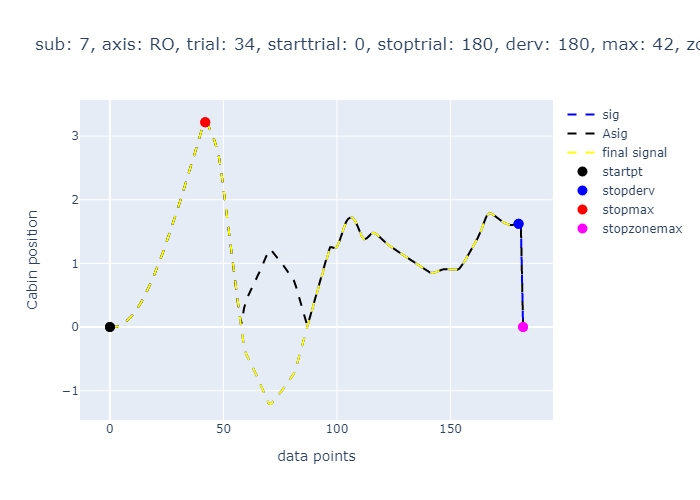 sub: 7, axis: RO, trial: 34, starttrial: 0, stoptrial: 180, derv: 180, max: 42, zo
sig
Asig
final signal
startpt
stopderv
stopmax
stopzonemax
Cabin position
3
2
1
0
−1
0 50 100 150
data points